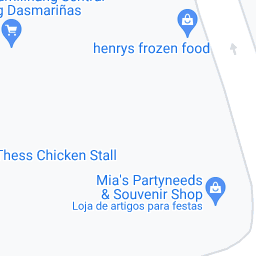 g Dasmariñas
henrys frozen food
Thess Chicken Stall
Mia's Partyneeds
& Souvenir Shop
Loja de artigos para festas